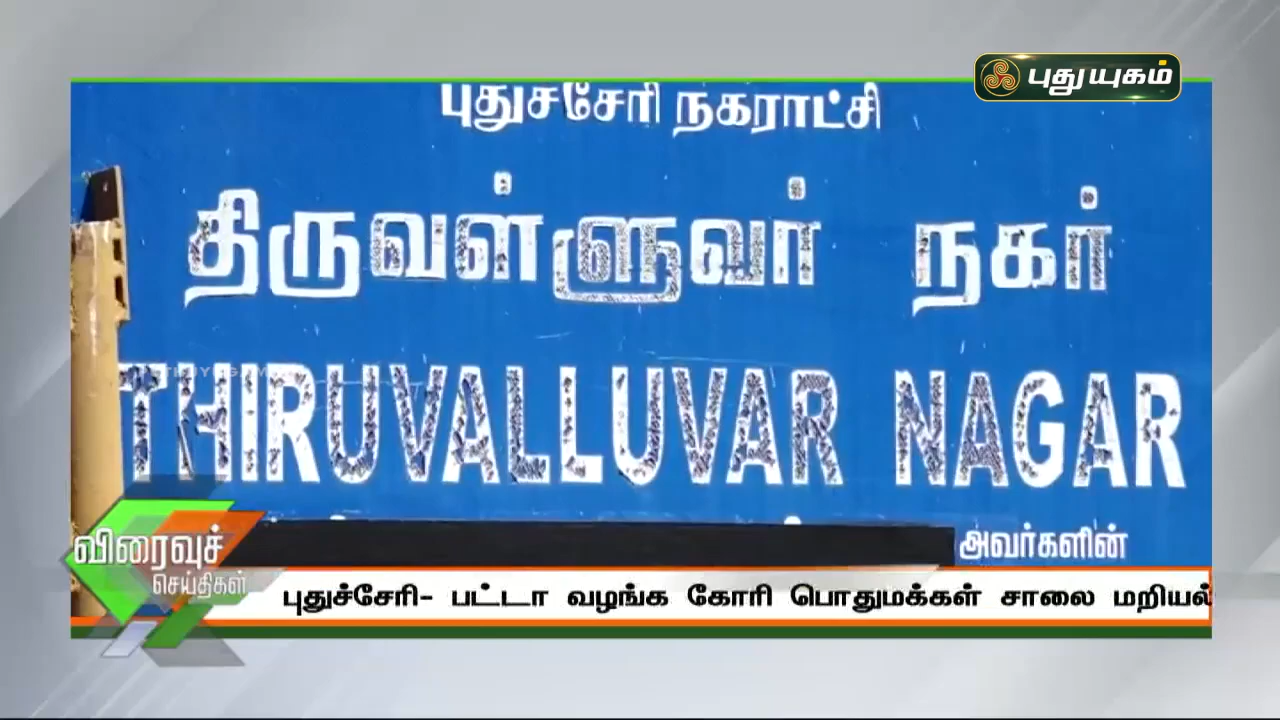 புதுயுகம்
புதுச்சேரி நகராட்சி
திருவள்ளுவர் நகர்
THIRUVALLUVAR NAGAR
அவர்களின்
விரைவுச்
செய்திகள்
புதுச்சேரி- பட்டா வழங்க கோரி பொதுமக்கள் சாலை மறியல்